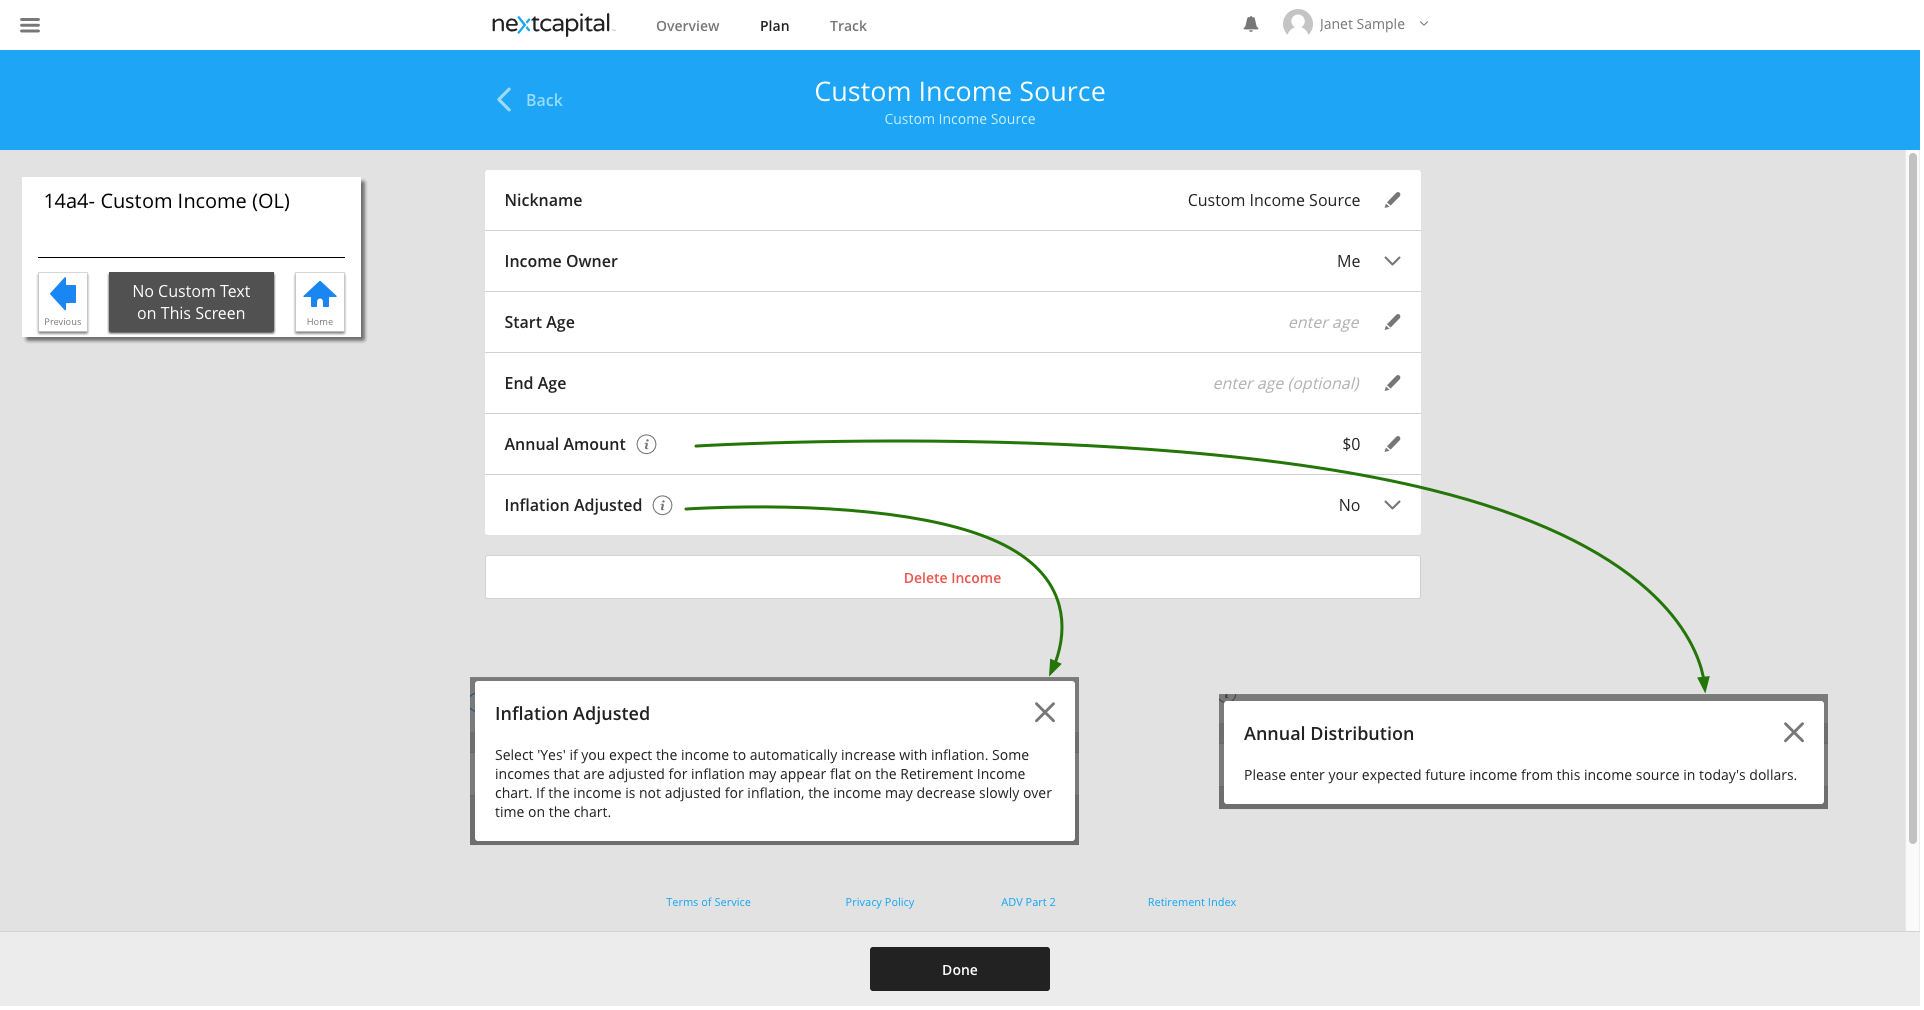 nextcapital
Overview
Plan
Track
Janet Sample
Back
Custom Income Source
Custom Income Source
14a4- Custom Income (OL)
Previous
No Custom Text
on This Screen
Home
Nickname
Custom Income Source
Income Owner
Me
Start Age
enter age
End Age
enter age (optional)
Annual Amount i
$0
Inflation Adjusted i
No
Delete Income
Inflation Adjusted
Select 'Yes' if you expect the income to automatically increase with inflation. Some
incomes that are adjusted for inflation may appear flat on the Retirement Income
chart. If the income is not adjusted for inflation, the income may decrease slowly over
time on the chart.
Annual Distribution
Please enter your expected future income from this income source in today's dollars.
Terms of Service
Privacy Policy
ADV Part 2
Retirement Index
Done